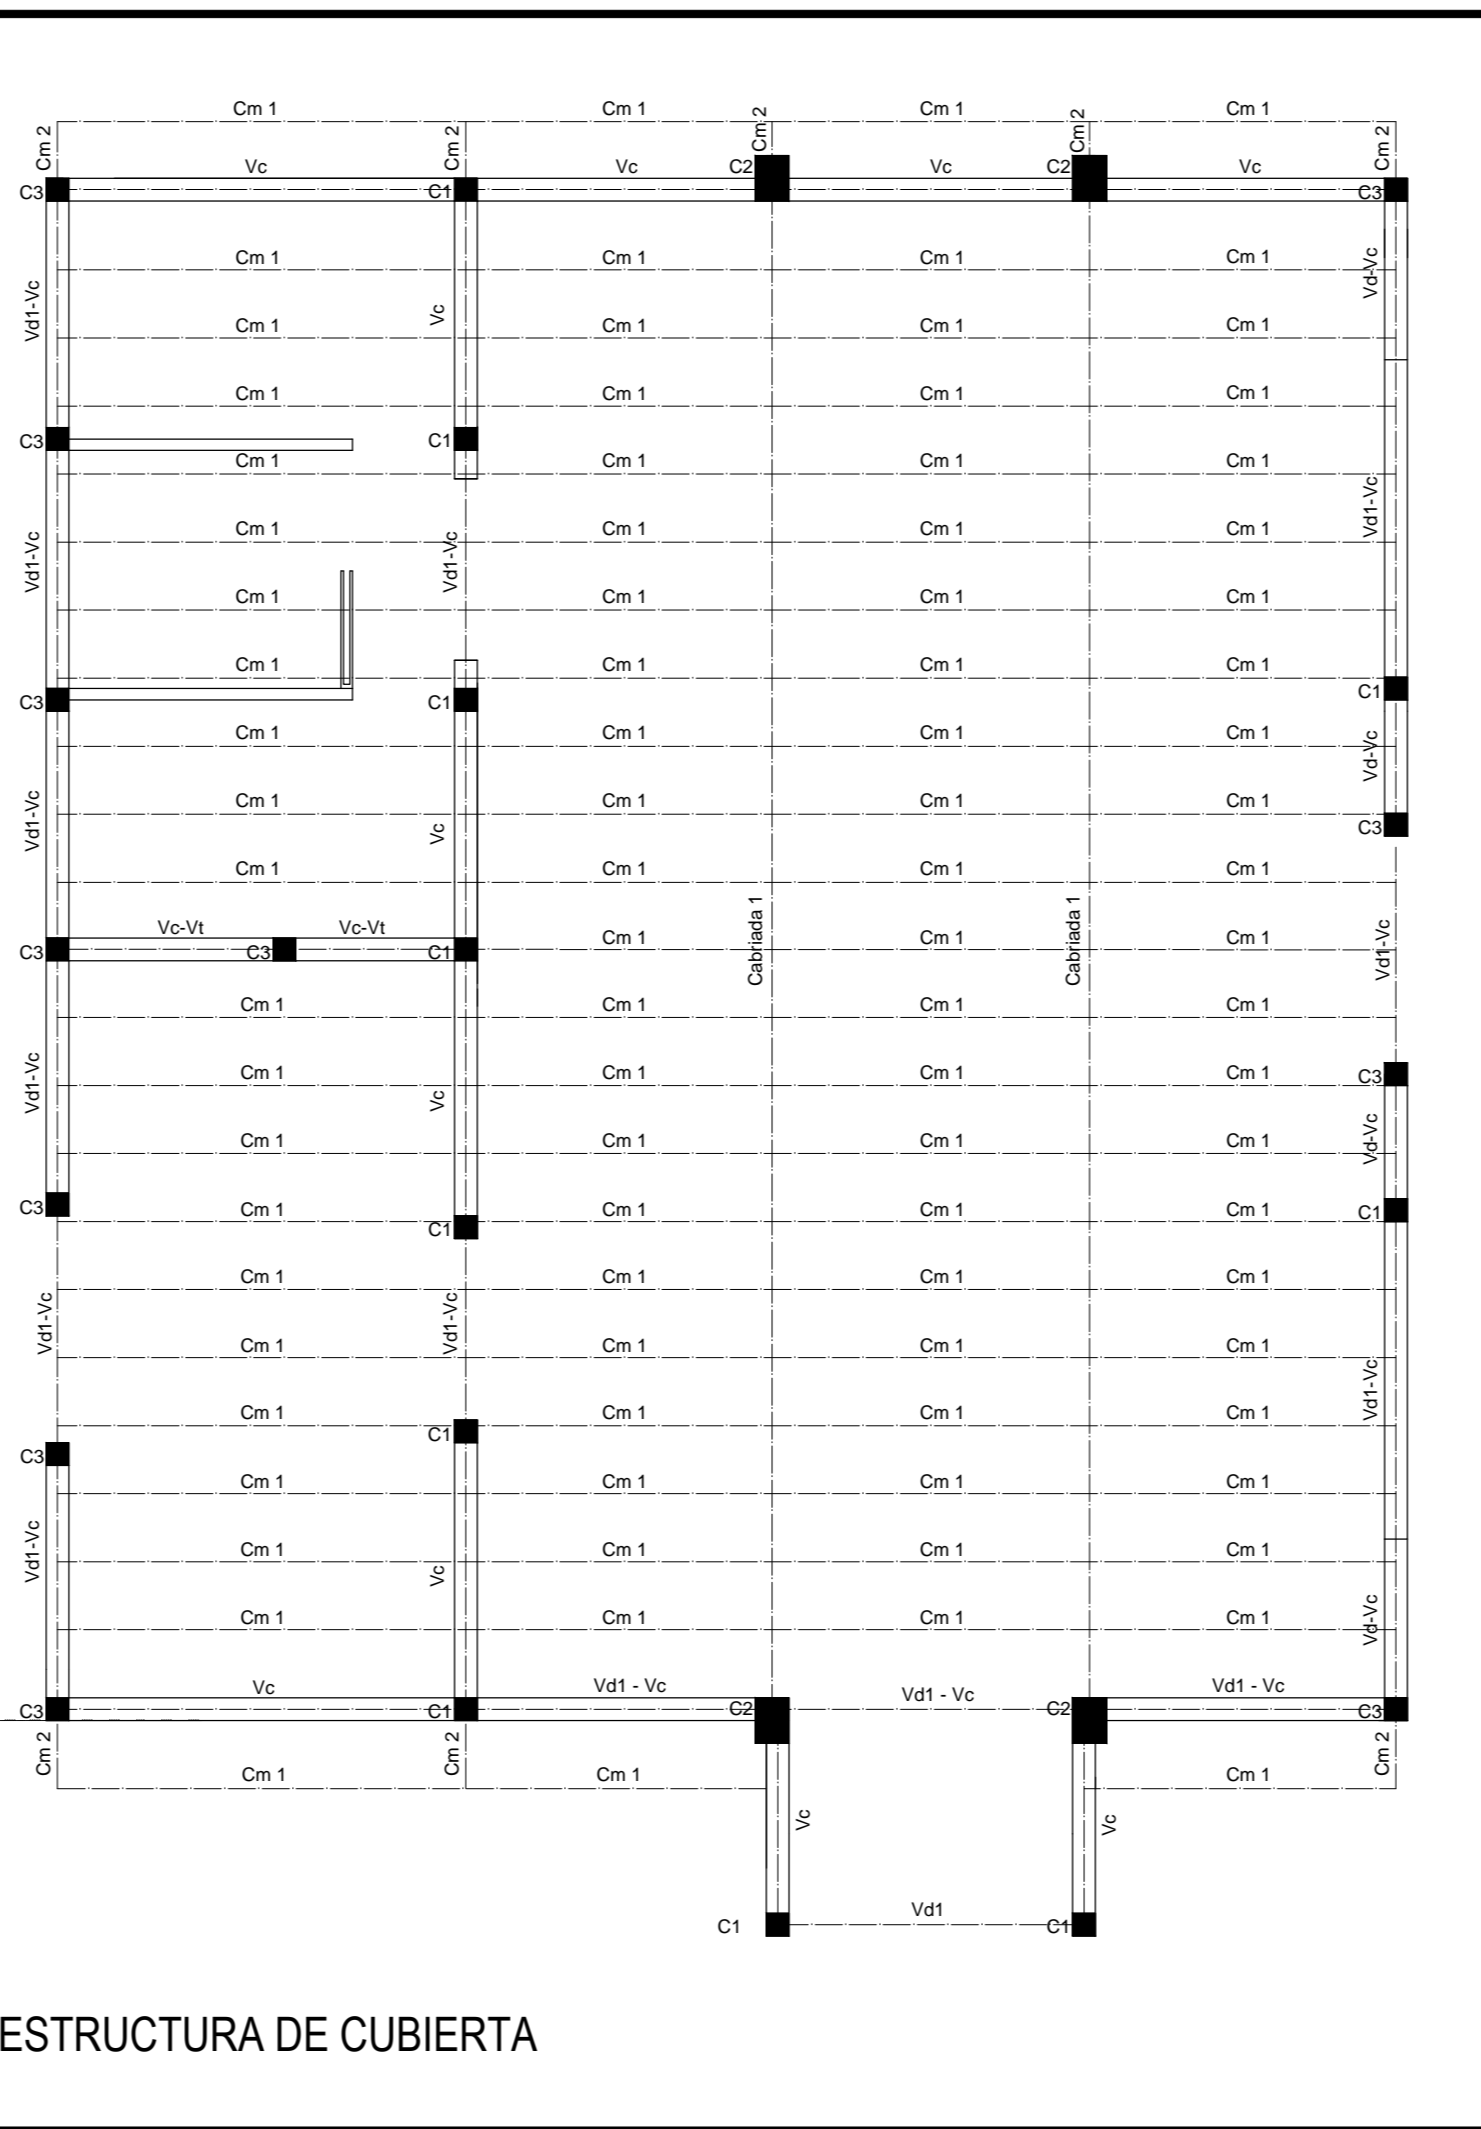 Cm 1 Cm 1 Cm 1 Cm 1
Cm 2 Cm 2 Cm 2 Cm 2 Cm 2
Vc Vc C2 Vc C2 Vc
C3 C1 C3
Cm 1 Cm 1 Cm 1 Cm 1
Vd1-Vc Vc Vd-Vc
Cm 1 Cm 1 Cm 1 Cm 1
Cm 1 Cm 1 Cm 1 Cm 1
C3 C1
Cm 1 Cm 1 Cm 1 Cm 1
Vd1-Vc
Cm 1 Cm 1 Cm 1 Cm 1
Vd1-Vc Vd1-Vc
Cm 1 Cm 1 Cm 1 Cm 1
Cm 1 Cm 1 Cm 1 Cm 1
C3 C1 C1
Cm 1 Cm 1 Cm 1 Cm 1
Vd-Vc
Cm 1 Cm 1 Cm 1 Cm 1
Vd1-Vc Vc C3
Cm 1 Cm 1 Cm 1 Cm 1
Vc-Vt Vc-Vt Cm 1 Cabriada 1 Cm 1 Cabriada 1 Cm 1 Vd1-Vc
C3 C3 C1
Cm 1 Cm 1 Cm 1 Cm 1
Cm 1 Cm 1 Cm 1 Cm 1 C3
Vd1-Vc Vc
Cm 1 Cm 1 Cm 1 Cm 1 Vd-Vc
Cm 1 Cm 1 Cm 1 Cm 1
C3 C1 C1
Cm 1 Cm 1 Cm 1 Cm 1
Vd1-Vc Vd1-Vc
Cm 1 Cm 1 Cm 1 Cm 1
Vd1-Vc
Cm 1 Cm 1 Cm 1 Cm 1
C3 C1
Cm 1 Cm 1 Cm 1 Cm 1
Cm 1 Cm 1 Cm 1 Cm 1
Vd1-Vc Vc
Cm 1 Cm 1 Cm 1 Cm 1 Vd-Vc
Vc Vd1 - Vc Vd1 - Vc Vd1 - Vc
C3 C1 C2 C2 C3
Cm 2 Cm 2 Cm 2
Cm 1 Cm 1 Cm 1
Vc Vc
C1 Vd1 C1
ESTRUCTURA DE CUBIERTA